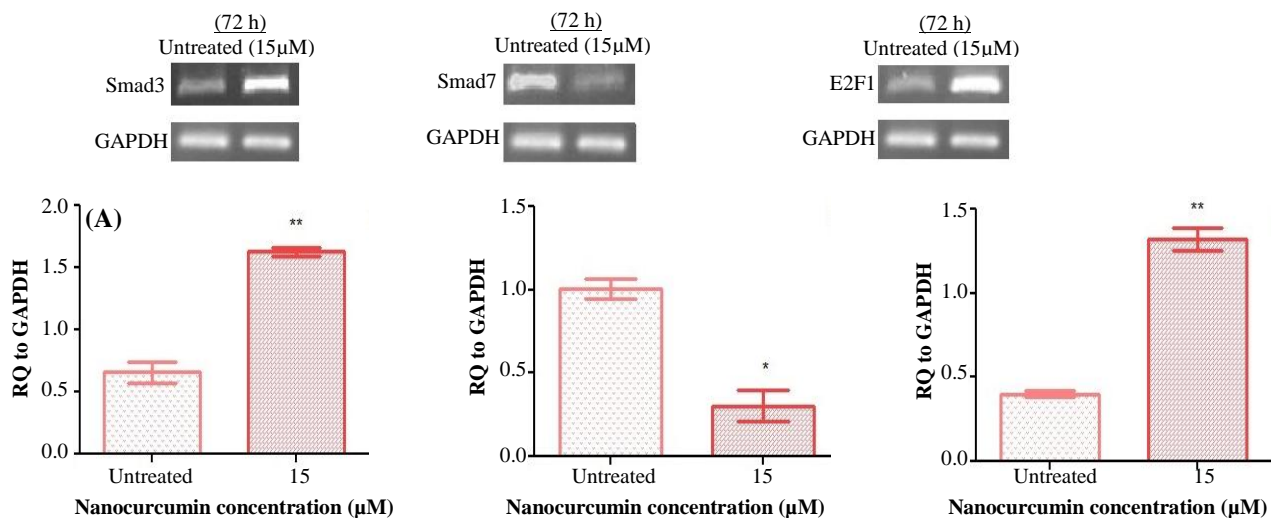 (72 h)
Untreated (15µM)
Smad3
GAPDH
(72 h)
Untreated (15µM)
Smad7
GAPDH
(72 h)
Untreated (15µM)
E2F1
GAPDH
(A)
RQ to GAPDH
2.0
1.5
1.0
0.5
0.0
**
Untreated 15
Nanocurcumin concentration (µM)
RQ to GAPDH
1.5
1.0
0.5
0.0
*
Untreated 15
Nanocurcumin concentration (µM)
RQ to GAPDH
1.5
1.0
0.5
0.0
**
Untreated 15
Nanocurcumin concentration (µM)